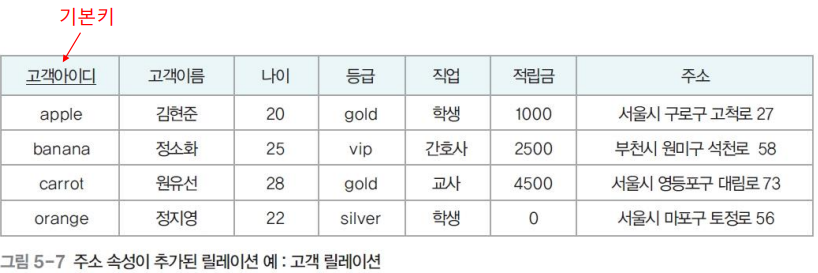 기본키
고객아이디 고객이름 나이 등급 직업 적립금 주소
apple 김현준 20 gold 학생 1000 서울시 구로구 고척로 27
banana 정소화 25 vip 간호사 2500 부천시 원미구 석천로 58
carrot 원유선 28 gold 교사 4500 서울시 영등포구 대림로 73
orange 정지영 22 silver 학생 0 서울시 마포구 토정로 56
그림 5-7 주소 속성이 추가된 릴레이션 예 : 고객 릴레이션